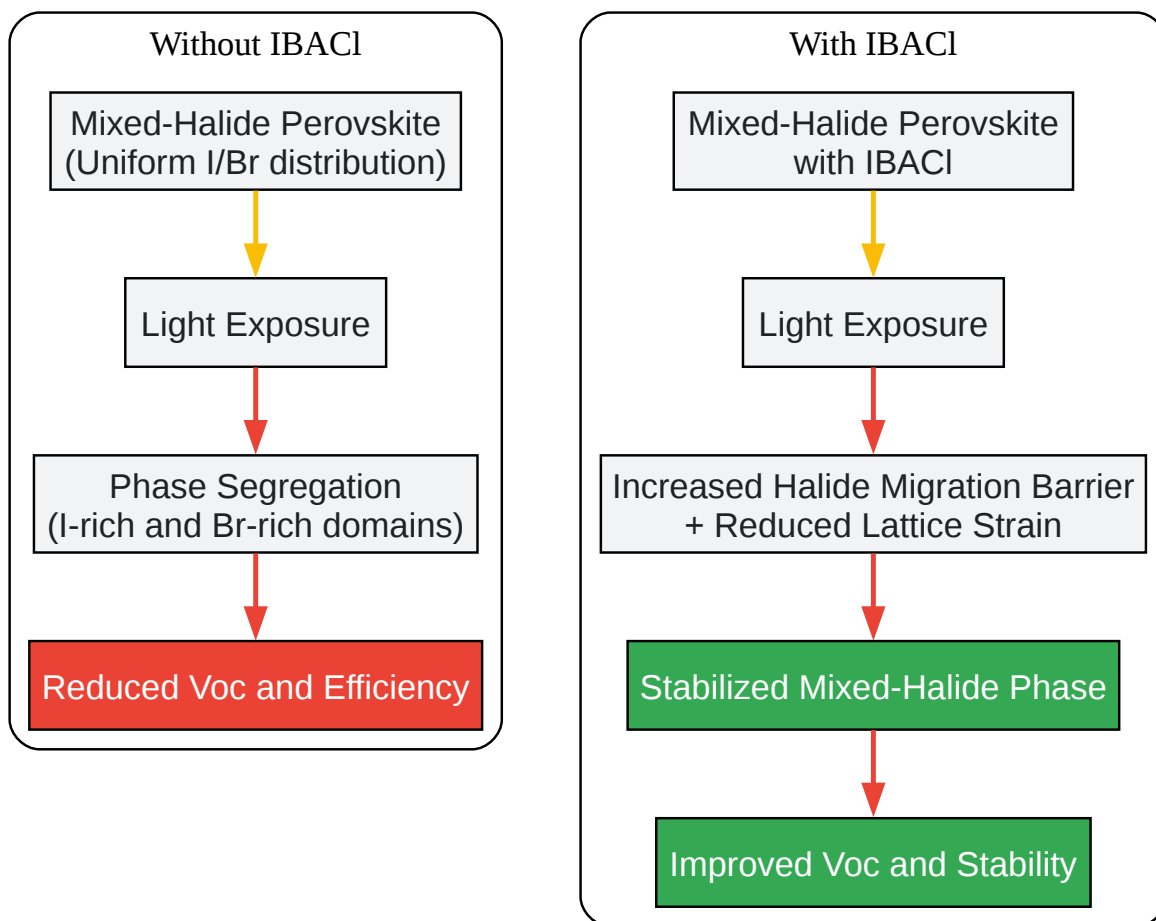 Without IBACl
Mixed-Halide Perovskite
(Uniform I/Br distribution)
Light Exposure
Phase Segregation
(I-rich and Br-rich domains)
Reduced Voc and Efficiency
With IBACl
Mixed-Halide Perovskite
with IBACl
Light Exposure
Increased Halide Migration Barrier
+ Reduced Lattice Strain
Stabilized Mixed-Halide Phase
Improved Voc and Stability